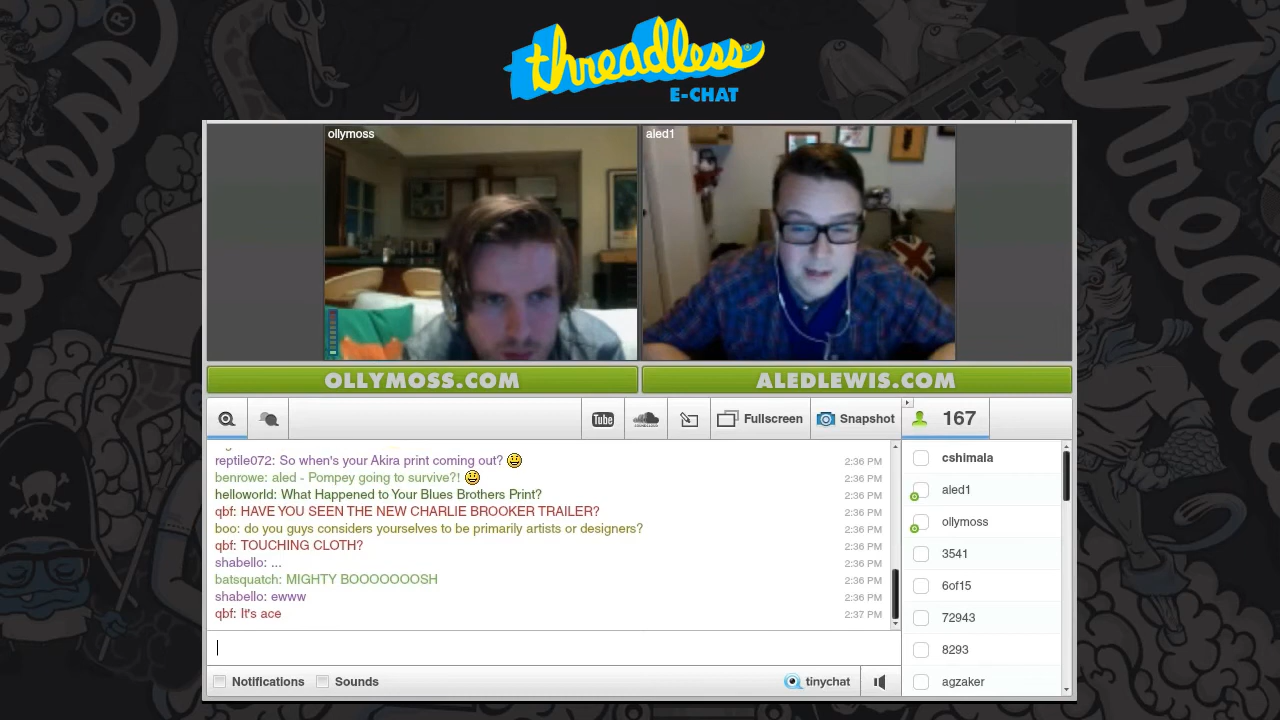 threadless
E-CHAT
ollymoss
aled1
OLLYMOSS.COM
ALEDLEWIS.COM
Tube
SOUNDCLOUD
Fullscreen
Snapshot
167
reptile072: So when's your Akira print coming out? 2:36 PM
benrowe: aled - Pompey going to survive?! 2:36 PM
helloworld: What Happened to Your Blues Brothers Print? 2:36 PM
qbf: HAVE YOU SEEN THE NEW CHARLIE BROOKER TRAILER? 2:36 PM
boo: do you guys considers yourselves to be primarily artists or designers? 2:36 PM
qbf: TOUCHING CLOTH? 2:36 PM
shabello: ... 2:36 PM
batsquatch: MIGHTY BOOOOOOOSH 2:36 PM
shabello: ewww 2:36 PM
qbf: It's ace 2:37 PM
cshimala
aled1
ollymoss
3541
6of15
72943
8293
agzaker
Notifications
Sounds
tinychat